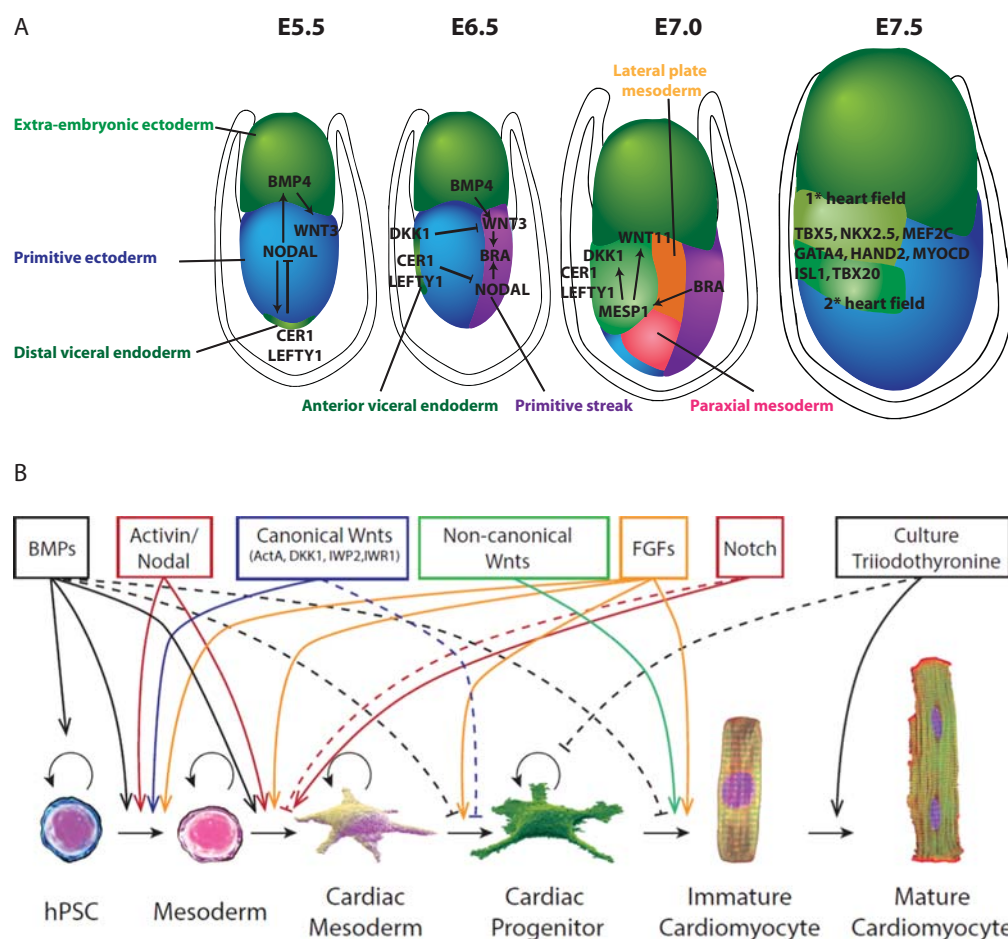 A
E5.5
E6.5
E7.0
E7.5
Lateral plate
mesoderm
Extra-embryonic ectoderm
Primitive ectoderm
Distal viceral endoderm
BMP4
WNT3
NODAL
CER1
LEFTY1
BMP4
DKK1
WNT3
CER1
BRA
LEFTY1
NODAL
WNT11
DKK1
CER1
LEFTY1
BRA
MESP1
1* heart field
TBX5, NKX2.5, MEF2C
GATA4, HAND2, MYOCD
ISL1, TBX20
2* heart field
Anterior viceral endoderm
Primitive streak
Paraxial mesoderm
B
BMPs
Activin/
Nodal
Canonical Wnts
(ActA, DKK1, IWP2,IWR1)
Non-canonical
Wnts
FGFs
Notch
Culture
Triiodothyronine
hPSC
Mesoderm
Cardiac
Mesoderm
Cardiac
Progenitor
Immature
Cardiomyocyte
Mature
Cardiomyocyte